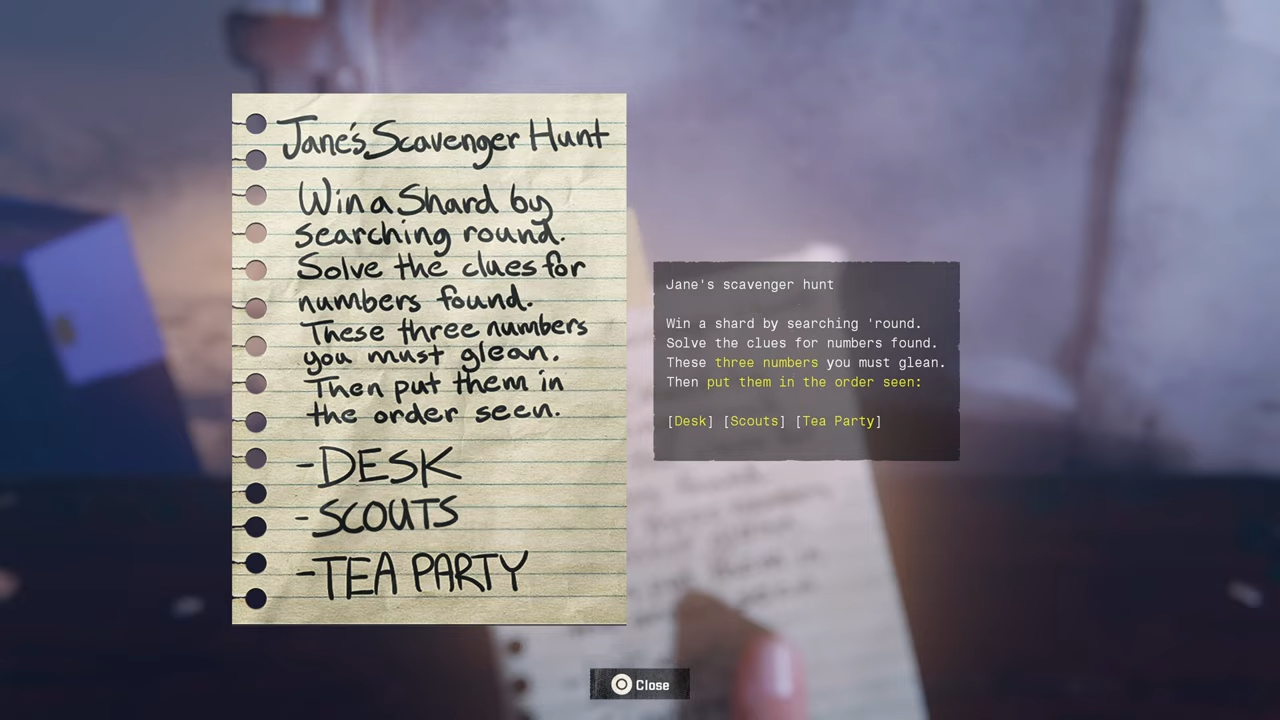 Jane's Scavenger Hunt
Win a Shard by
searching round.
Solve the clues for
numbers found.
These three numbers
you must glean.
Then put them in
the order seen.
-DESK
-SCOUTS
-TEA PARTY
Jane's scavenger hunt
Win a shard by searching 'round.
Solve the clues for numbers found.
These three numbers you must glean.
Then put them in the order seen:
[Desk] [Scouts] [Tea Party]
Close